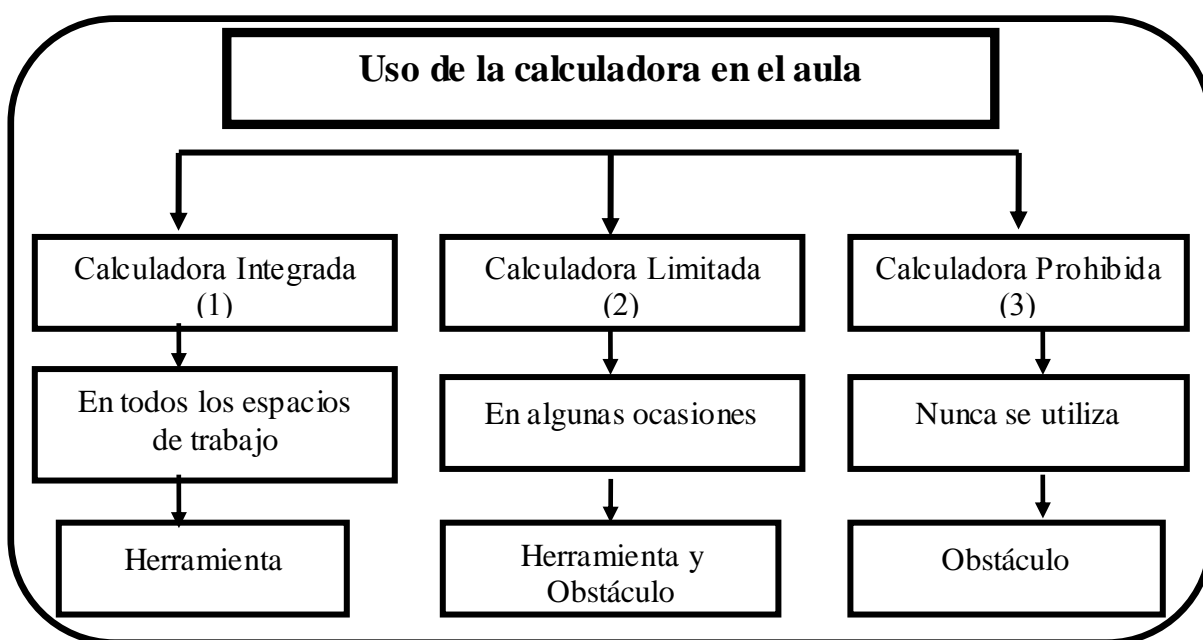 Uso de la calculadora en el aula
Calculadora Integrada
(1)
Calculadora Limitada
(2)
Calculadora Prohibida
(3)
En todos los espacios
de trabajo
En algunas ocasiones
Nunca se utiliza
Herramienta
Herramienta y
Obstáculo
Obstáculo